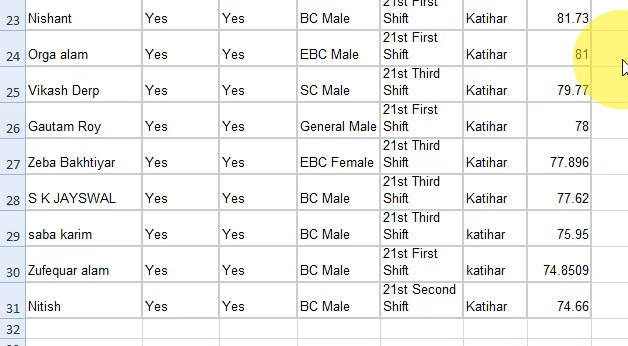 23 Nishant Yes Yes BC Male 21st First Shift Katihar 81.73
24 Orga alam Yes Yes EBC Male 21st First Shift Katihar 81
25 Vikash Derp Yes Yes SC Male 21st Third Shift Katihar 79.77
26 Gautam Roy Yes Yes General Male 21st First Shift Katihar 78
27 Zeba Bakhtiyar Yes Yes EBC Female 21st Third Shift Katihar 77.896
28 S K JAYSWAL Yes Yes BC Male 21st Third Shift Katihar 77.62
29 saba karim Yes Yes BC Male 21st Third Shift katihar 75.95
30 Zufequar alam Yes Yes BC Male 21st First Shift katihar 74.8509
31 Nitish Yes Yes BC Male 21st Second Shift Katihar 74.66
32